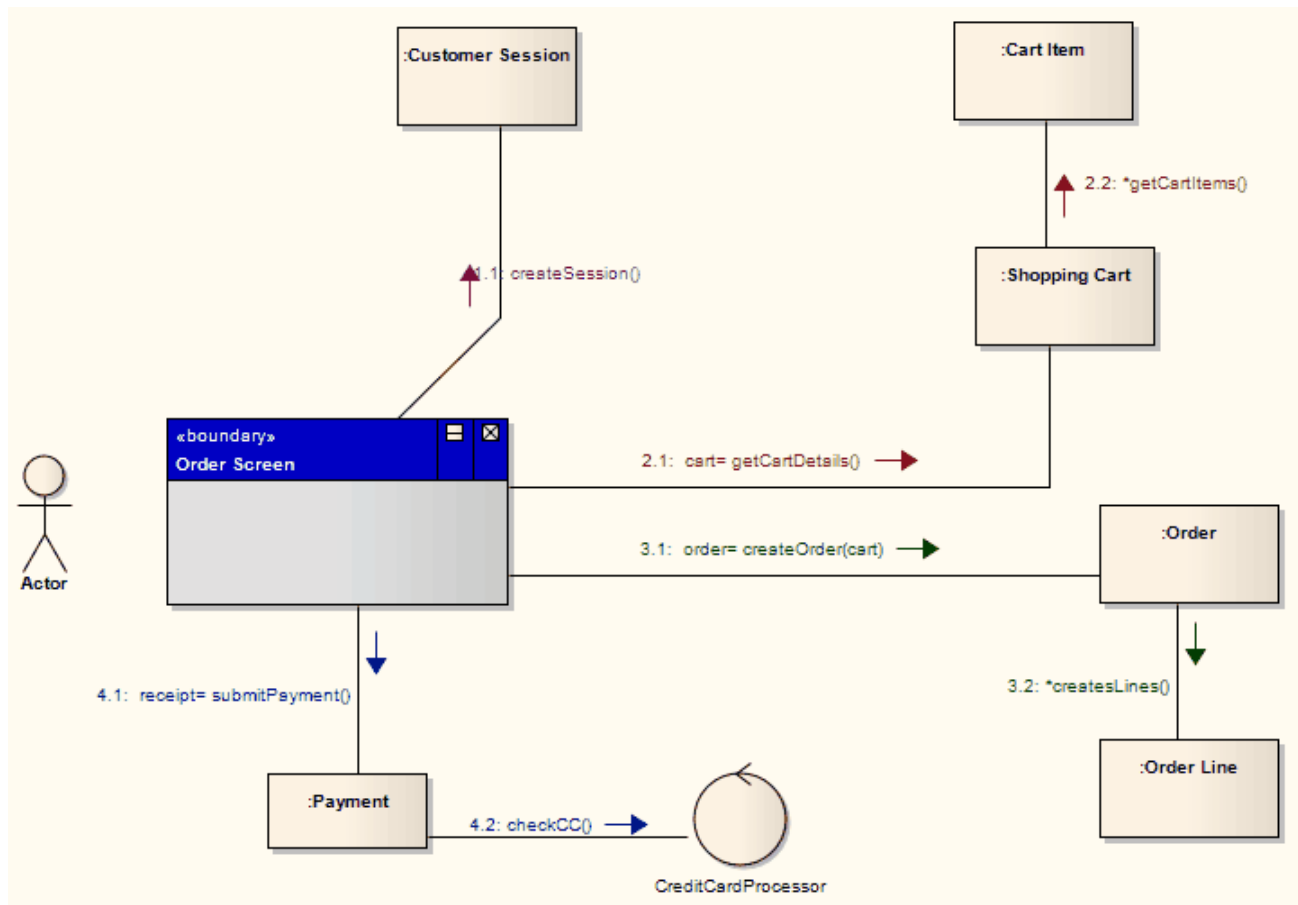 :Customer Session
:Cart Item
2.2: *getCartItems()
1.1: createSession()
:Shopping Cart
«boundary»
Order Screen
2.1: cart= getCartDetails()
3.1: order= createOrder(cart)
:Order
Actor
4.1: receipt= submitPayment()
3.2: *createsLines()
:Payment
:Order Line
4.2: checkCC()
CreditCardProcessor